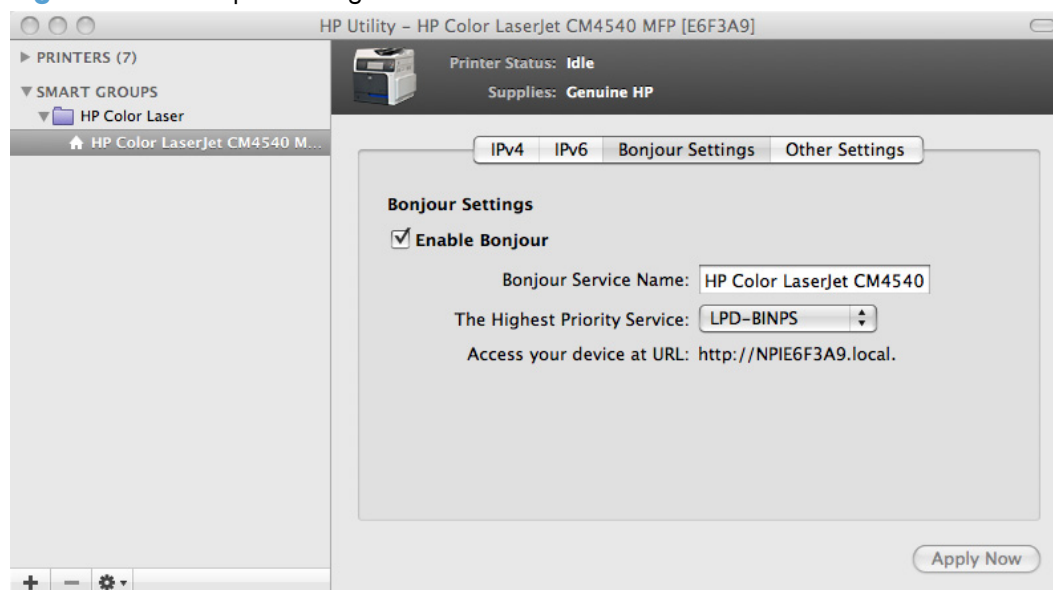 HP Utility – HP Color LaserJet CM4540 MFP [E6F3A9]
PRINTERS (7)
SMART GROUPS
HP Color Laser
HP Color LaserJet CM4540 M...
Printer Status: Idle
Supplies: Genuine HP
IPv4 IPv6 Bonjour Settings Other Settings
Bonjour Settings
Enable Bonjour
Bonjour Service Name: HP Color LaserJet CM4540
The Highest Priority Service: LPD-BINPS
Access your device at URL: http://NPIE6F3A9.local.
Apply Now